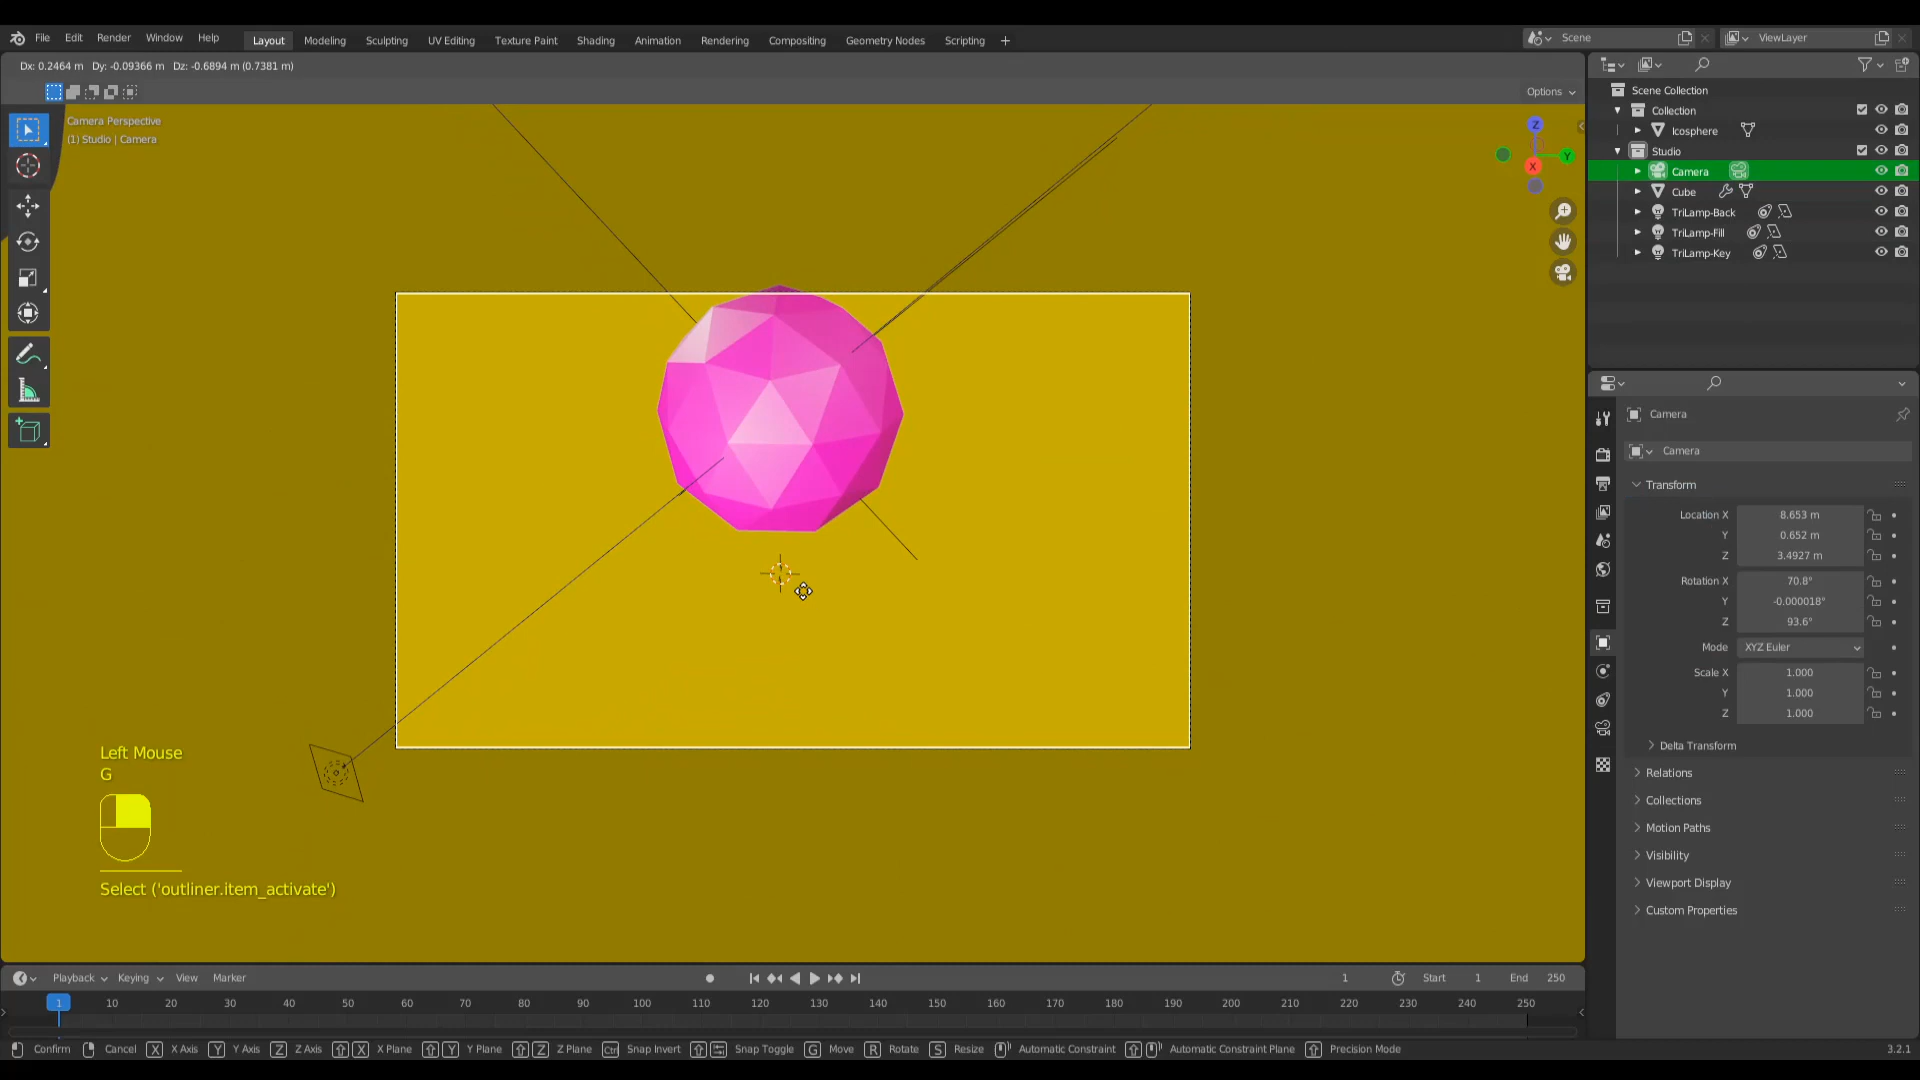 File Edit Render Window Help Layout Modeling Sculpting UV Editing Texture Paint Shading Animation Rendering Compositing Geometry Nodes Scripting + Scene ViewLayer
Dx: 0.2464 m Dy: -0.09366 m Dz: -0.6894 m (0.7381 m)
Options
Camera Perspective
(1) Studio | Camera
Z
Y
X
Scene Collection
Collection
Icosphere
Studio
Camera
Cube
TriLamp-Back
TriLamp-Fill
TriLamp-Key
Camera
Camera
Transform
Location X 8.653 m
Y 0.652 m
Z 3.4927 m
Rotation X 70.8°
Y -0.000018°
Z 93.6°
Mode XYZ Euler
Scale X 1.000
Y 1.000
Z 1.000
Delta Transform
Relations
Collections
Motion Paths
Visibility
Viewport Display
Custom Properties
Left Mouse
G
Select ('outliner.item_activate')
Playback Keying View Marker 1 Start 1 End 250
1 10 20 30 40 50 60 70 80 90 100 110 120 130 140 150 160 170 180 190 200 210 220 230 240 250
Confirm Cancel X X Axis Y Y Axis Z Z Axis X X Plane Y Y Plane Z Z Plane Ctrl Snap Invert Snap Toggle G Move R Rotate S Resize Automatic Constraint Automatic Constraint Plane Precision Mode 3.2.1